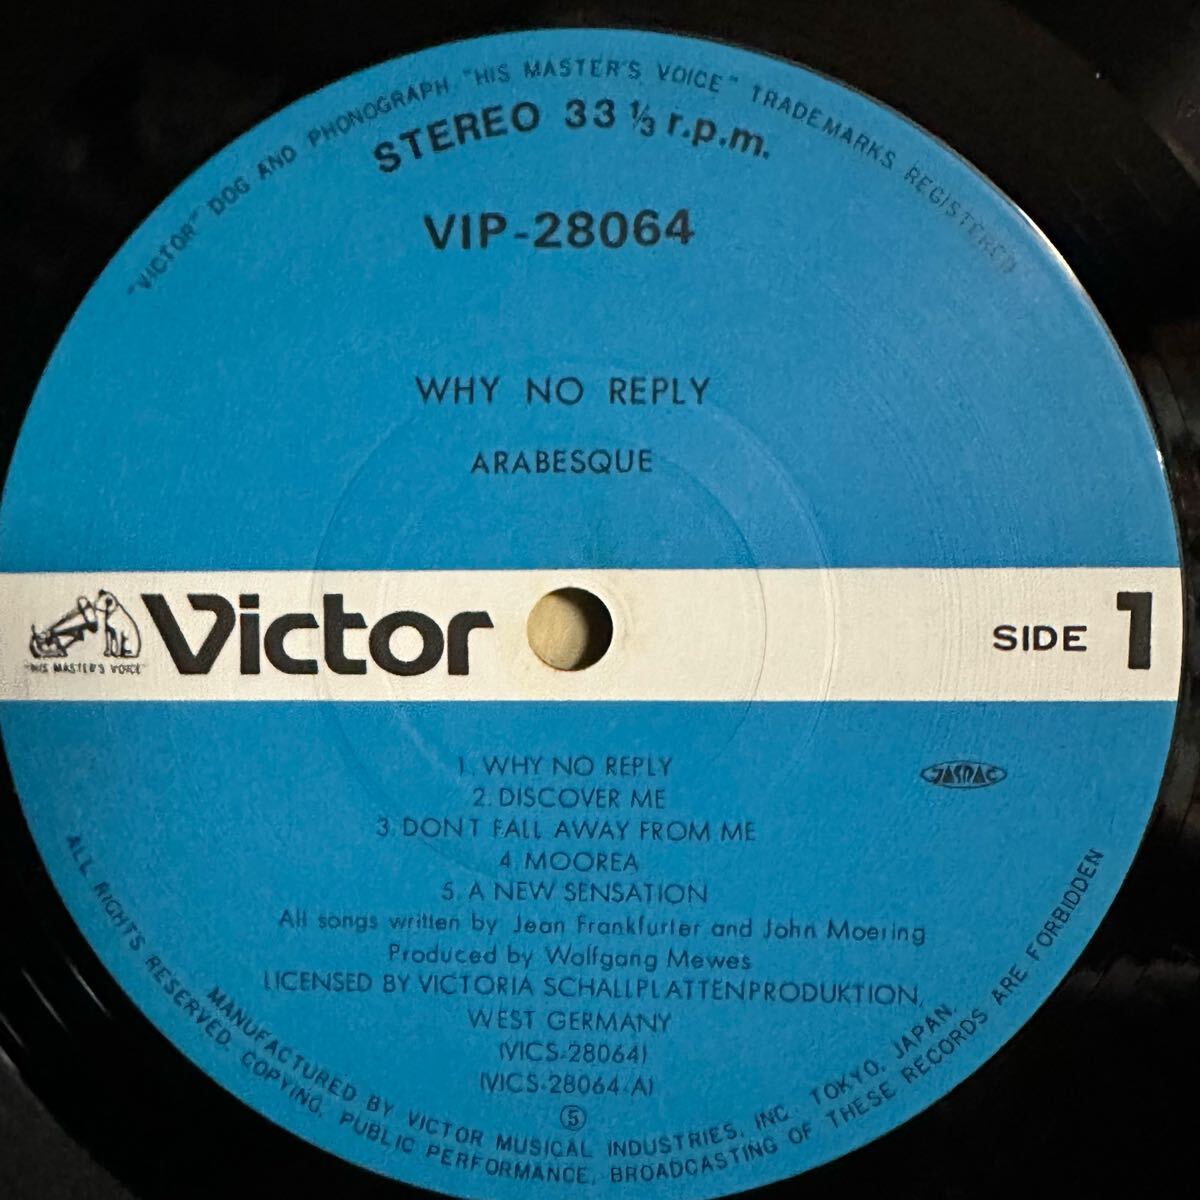 "VICTOR" DOG AND PHONOGRAPH, "HIS MASTER'S VOICE" TRADEMARKS REGISTERED
STEREO 33 1/3 r.p.m.
VIP-28064
WHY NO REPLY
ARABESQUE
"HIS MASTER'S VOICE"
Victor
SIDE 1
1. WHY NO REPLY
JASRAC
2. DISCOVER ME
3. DON'T FALL AWAY FROM ME
4. MOOREA
5. A NEW SENSATION
All songs written by Jean Frankfurter and John Moering
Produced by Wolfgang Mewes
LICENSED BY VICTORIA SCHALLPLATTENPRODUKTION,
WEST GERMANY
(VICS-28064)
(VICS-28064-A)
⑤
MANUFACTURED BY VICTOR MUSICAL INDUSTRIES, INC. TOKYO, JAPAN.
ALL RIGHTS RESERVED. COPYING, PUBLIC PERFORMANCE, BROADCASTING OF THESE RECORDS ARE FORBIDDEN